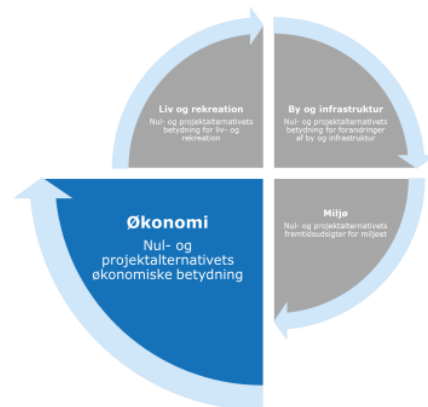 Liv og rekreation
Nul- og projektalternativets
betydning for liv- og
rekreation
By og infrastruktur
Nul- og projektalternativets
betydning for forandringer
af by og infrastruktur
Økonomi
Nul- og
projektalternativets
økonomiske betydning
Miljø
Nul- og projektalternativets
fremtidsudsigter for miljøet